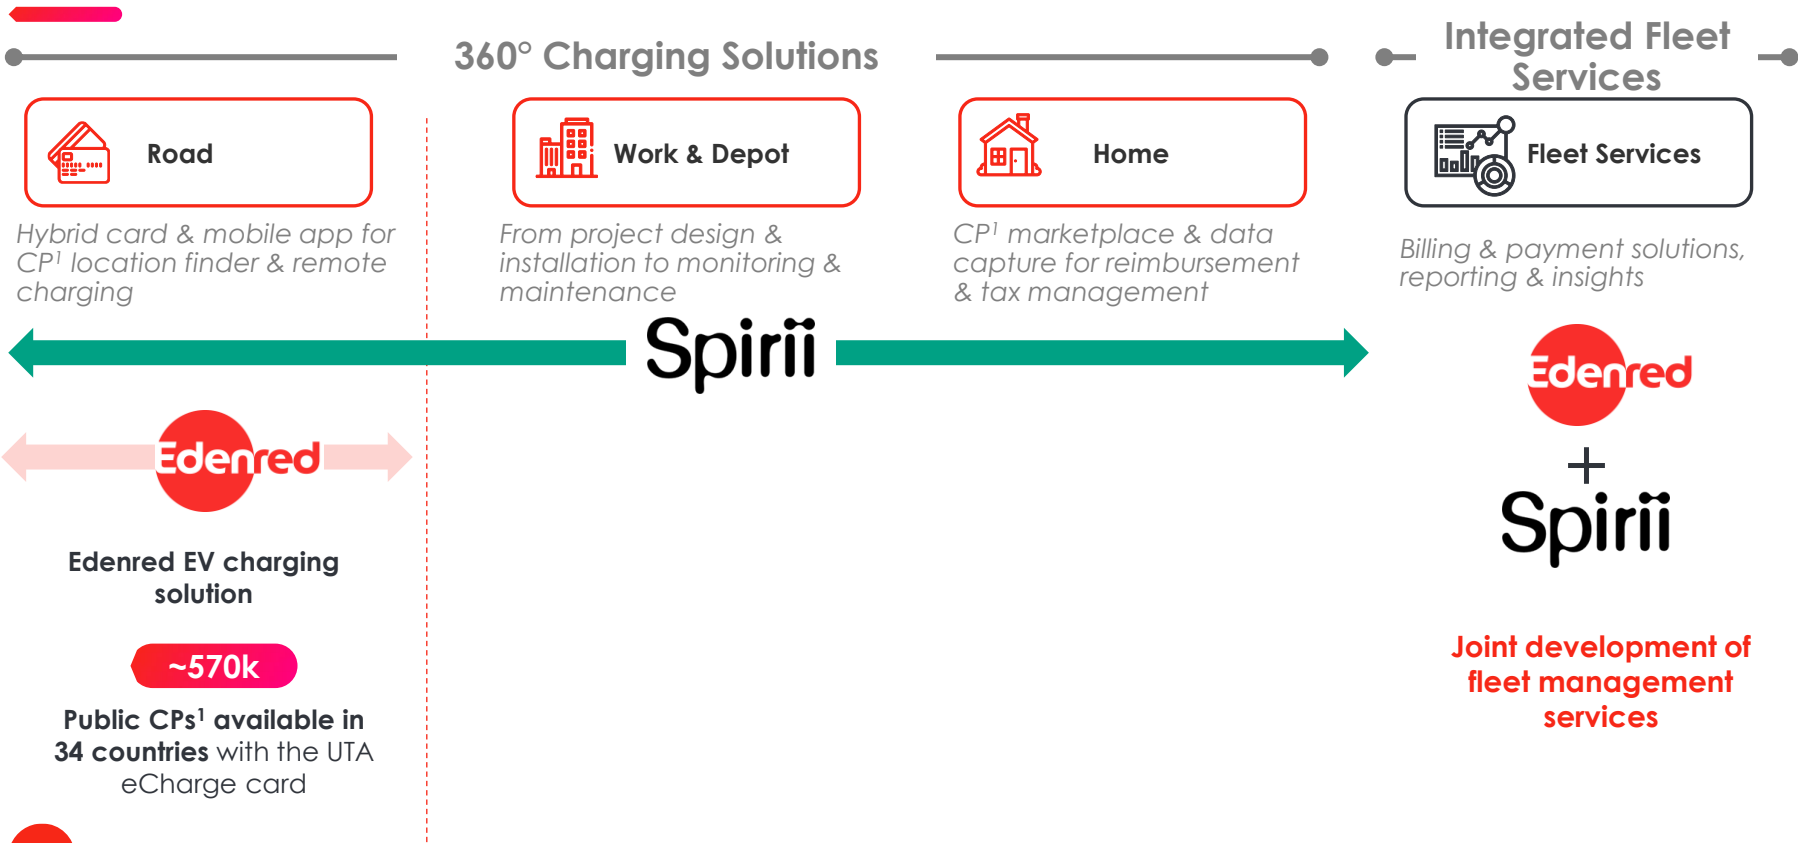 360° Charging Solutions
Integrated Fleet
Services
Road
Work & Depot
Home
Fleet Services
Hybrid card & mobile app for
CP¹ location finder & remote
charging
From project design &
installation to monitoring &
maintenance
CP¹ marketplace & data
capture for reimbursement
& tax management
Billing & payment solutions,
reporting & insights
Spirii
Edenred
Edenred
+
Spirii
Edenred EV charging
solution
~570k
Public CPs¹ available in
34 countries with the UTA
eCharge card
Joint development of
fleet management
services